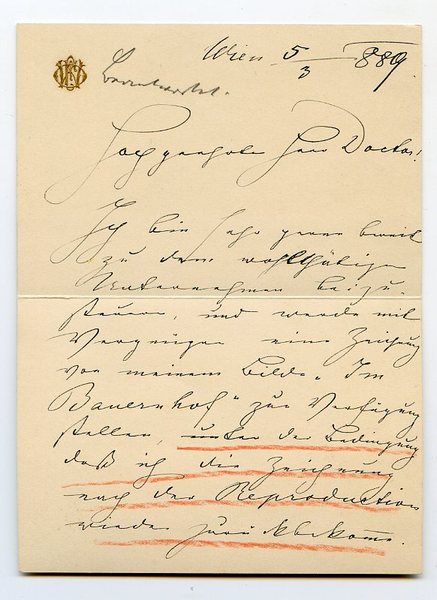 Wien 5/3 889.
Beantwortet.
Hochgeehrter Herr Doctor!
Ich bin sehr gerne bereit
zu dem wohlthätigen
Unternehmen beizu-
steuern, und werde mit
Vergnügen eine Zeichnung
von meinem Bilde „Im
Bauernhof" zur Verfügung
stellen, unter der Bedingung
daß ich die Zeichnung
nach der Reproduction
wieder zurückbekomme.